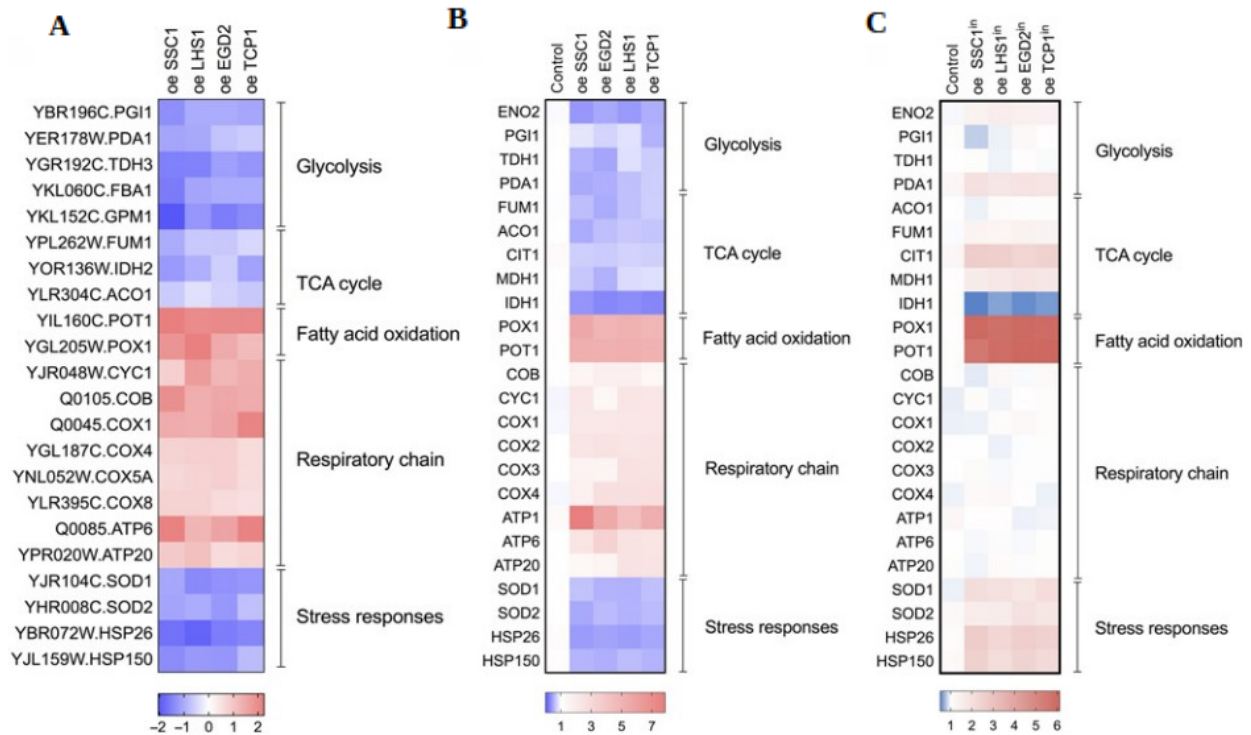 A
oe SSC1
oe LHS1
oe EGD2
oe TCP1
YBR196C.PGI1
YER178W.PDA1
YGR192C.TDH3
YKL060C.FBA1
YKL152C.GPM1
YPL262W.FUM1
YOR136W.IDH2
YLR304C.ACO1
YIL160C.POT1
YGL205W.POX1
YJR048W.CYC1
Q0105.COB
Q0045.COX1
YGL187C.COX4
YNL052W.COX5A
YLR395C.COX8
Q0085.ATP6
YPR020W.ATP20
YJR104C.SOD1
YHR008C.SOD2
YBR072W.HSP26
YJL159W.HSP150
Glycolysis
TCA cycle
Fatty acid oxidation
Respiratory chain
Stress responses
−2 −1 0 1 2
B
Control
oe SSC1
oe EGD2
oe LHS1
oe TCP1
ENO2
PGI1
TDH1
PDA1
FUM1
ACO1
CIT1
MDH1
IDH1
POX1
POT1
COB
CYC1
COX1
COX2
COX3
COX4
ATP1
ATP6
ATP20
SOD1
SOD2
HSP26
HSP150
Glycolysis
TCA cycle
Fatty acid oxidation
Respiratory chain
Stress responses
1 3 5 7
C
Control
oe SSC1in
oe LHS1in
oe EGD2in
oe TCP1in
ENO2
PGI1
TDH1
PDA1
ACO1
FUM1
CIT1
MDH1
IDH1
POX1
POT1
COB
CYC1
COX1
COX2
COX3
COX4
ATP1
ATP6
ATP20
SOD1
SOD2
HSP26
HSP150
Glycolysis
TCA cycle
Fatty acid oxidation
Respiratory chain
Stress responses
1 2 3 4 5 6